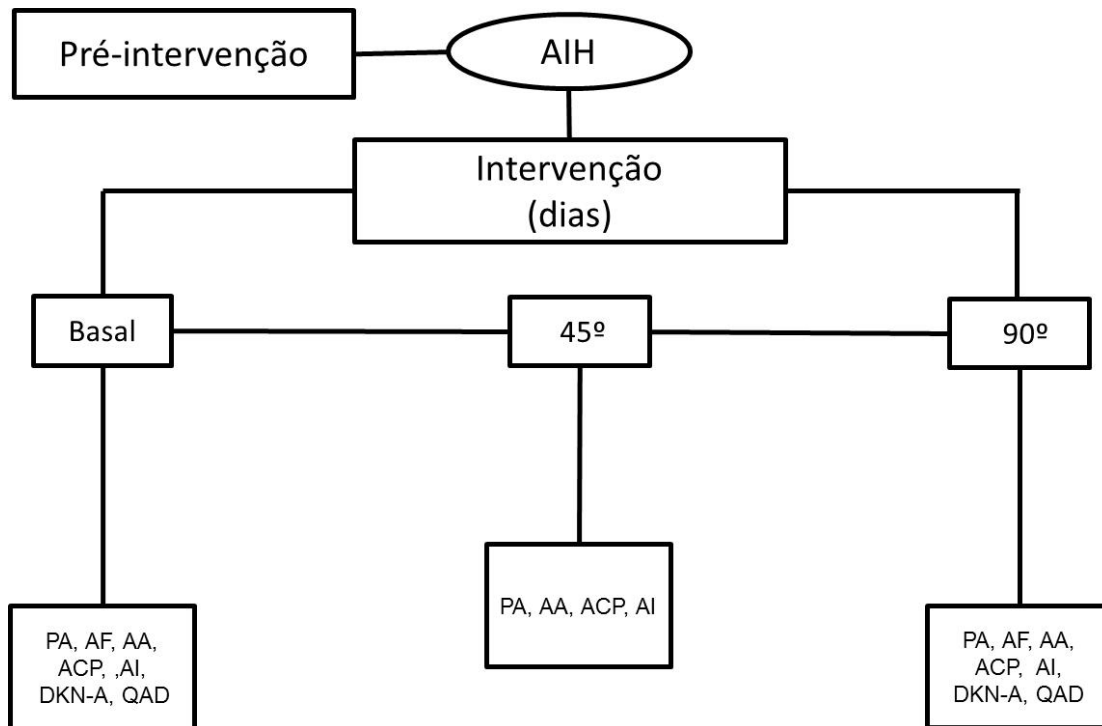 Pré-intervenção
AIH
Intervenção
(dias)
Basal
45º
90º
PA, AA, ACP, AI
PA, AF, AA,
ACP, ,AI,
DKN-A, QAD
PA, AF, AA,
ACP, AI,
DKN-A, QAD